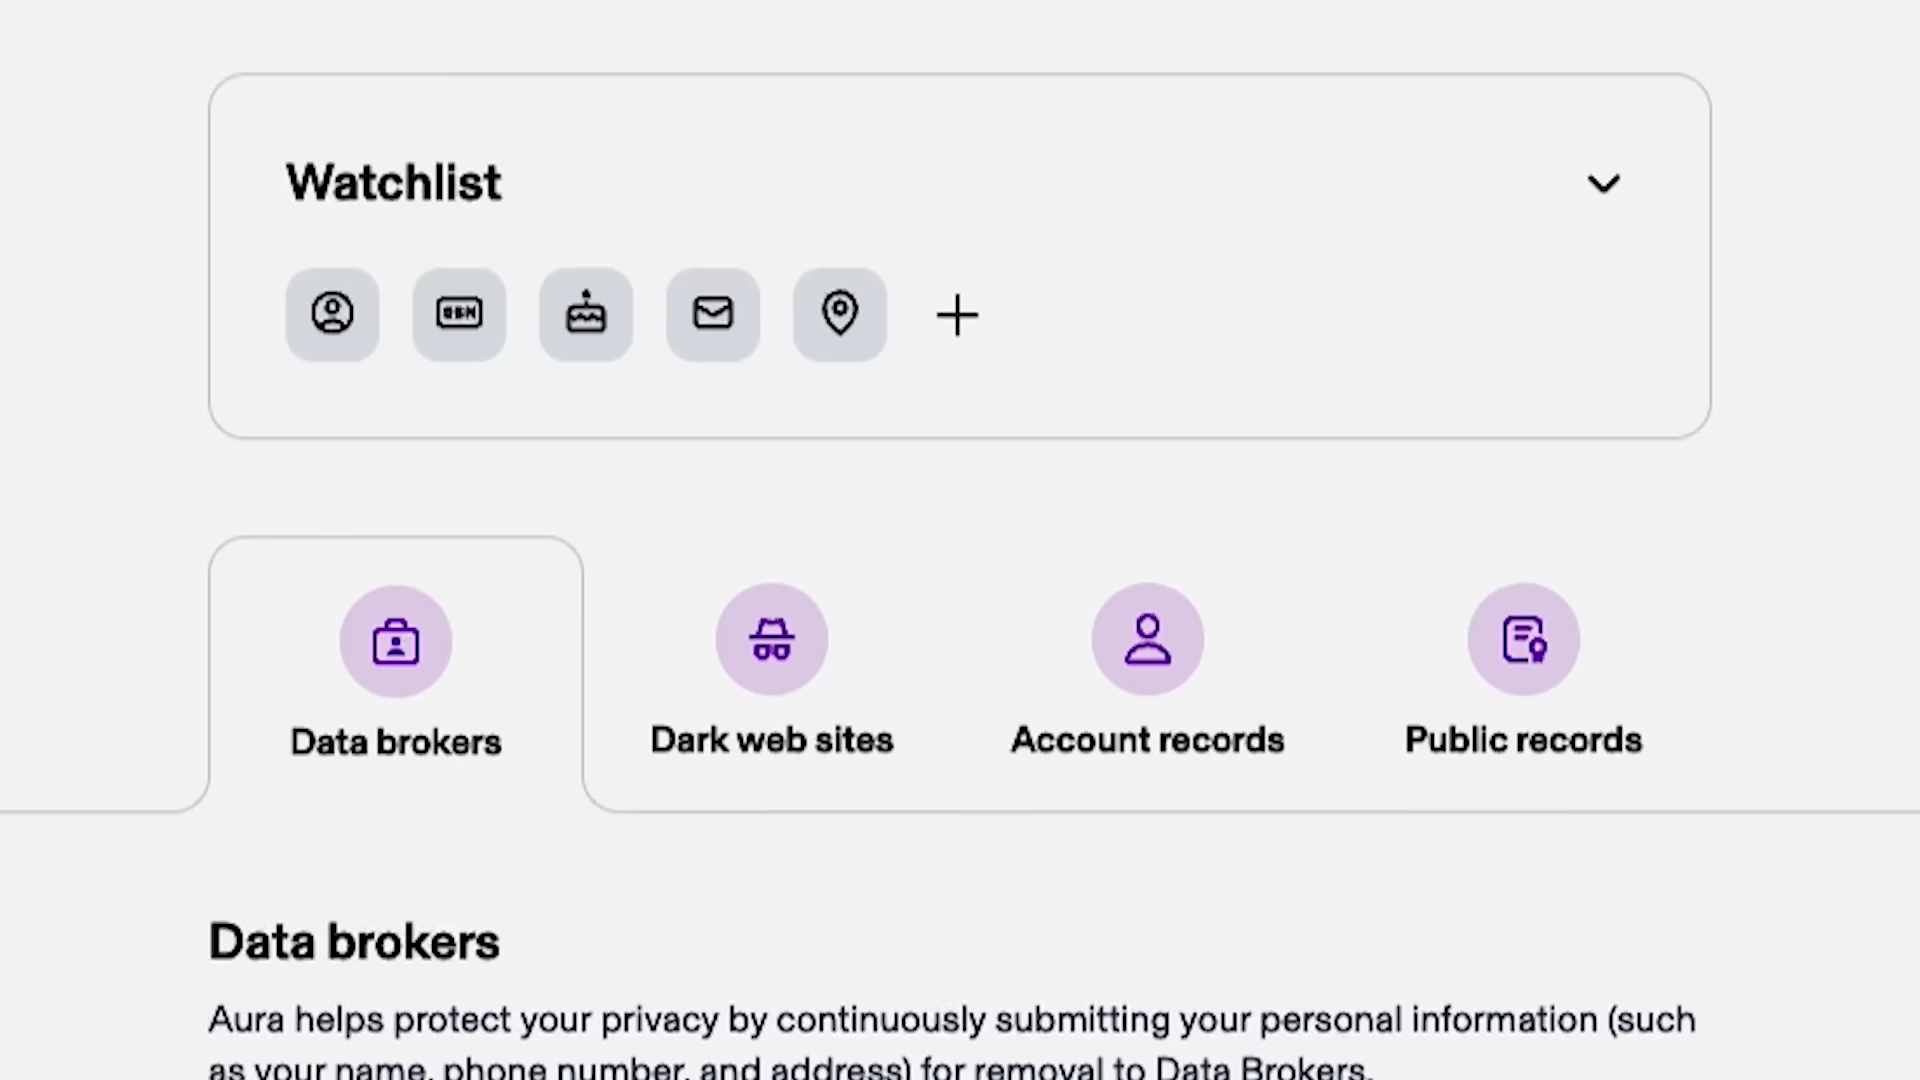 Watchlist
SSN
Data brokers
Dark web sites
Account records
Public records
Data brokers
Aura helps protect your privacy by continuously submitting your personal information (such
as your name, phone number, and address) for removal to Data Brokers.